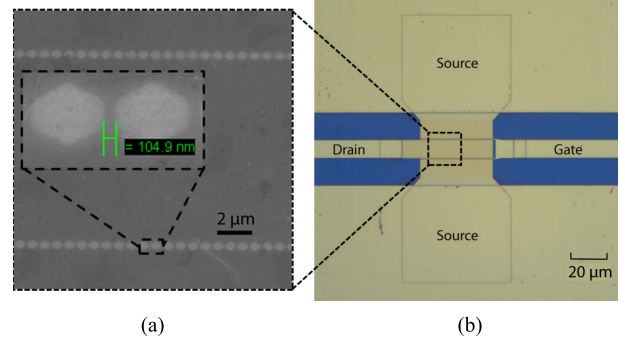 = 104.9 nm
2 μm
Source
Drain
Gate
Source
20 μm
(a)
(b)